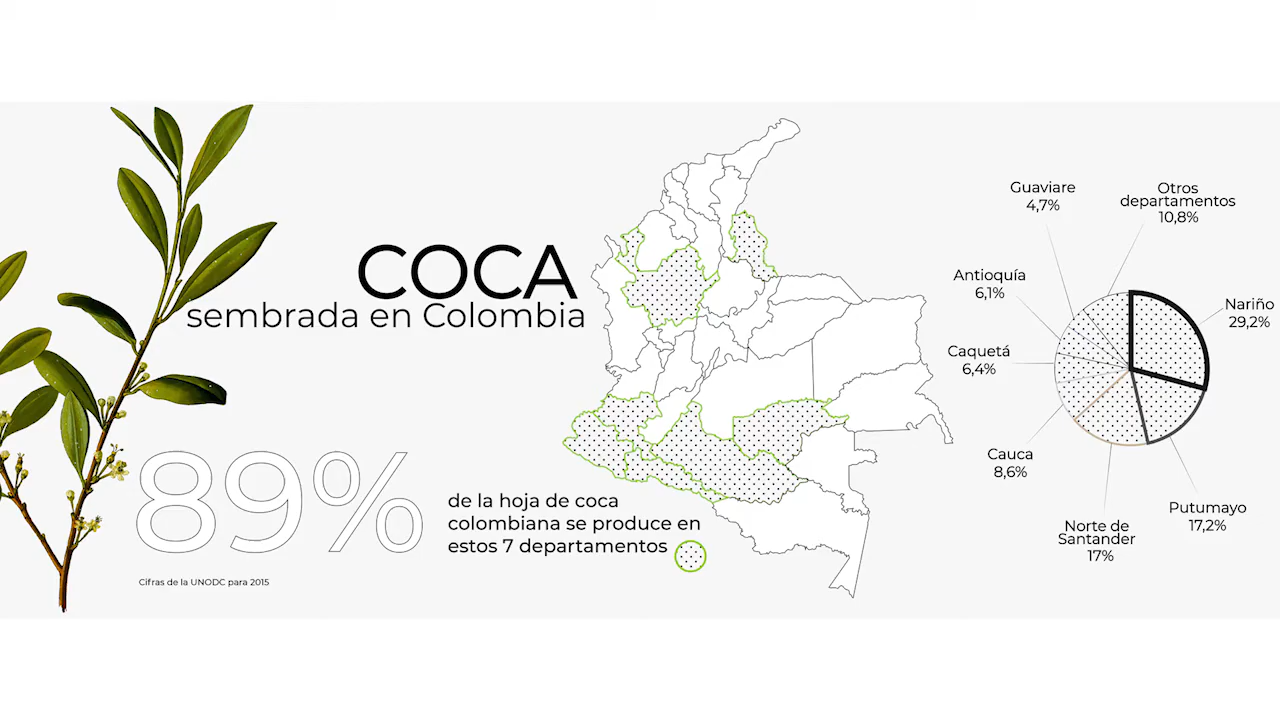 COCA
sembrada en Colombia
89%
de la hoja de coca
colombiana se produce en
estos 7 departamentos
Cifras de la UNODC para 2015
Guaviare
4,7%
Otros
departamentos
10,8%
Antioquía
6,1%
Nariño
29,2%
Caquetá
6,4%
Cauca
8,6%
Putumayo
17,2%
Norte de
Santander
17%